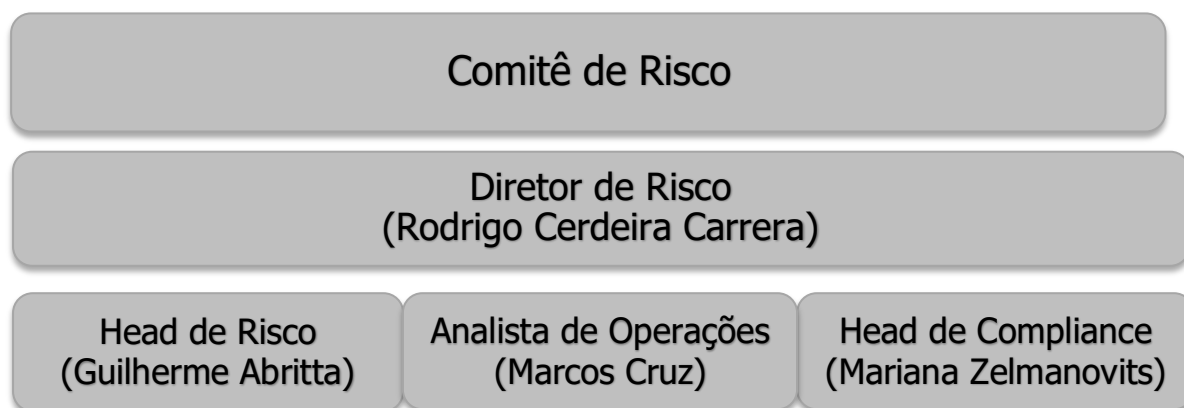 Comitê de Risco
Diretor de Risco
(Rodrigo Cerdeira Carrera)
Head de Risco
(Guilherme Abritta)
Analista de Operações
(Marcos Cruz)
Head de Compliance
(Mariana Zelmanovits)